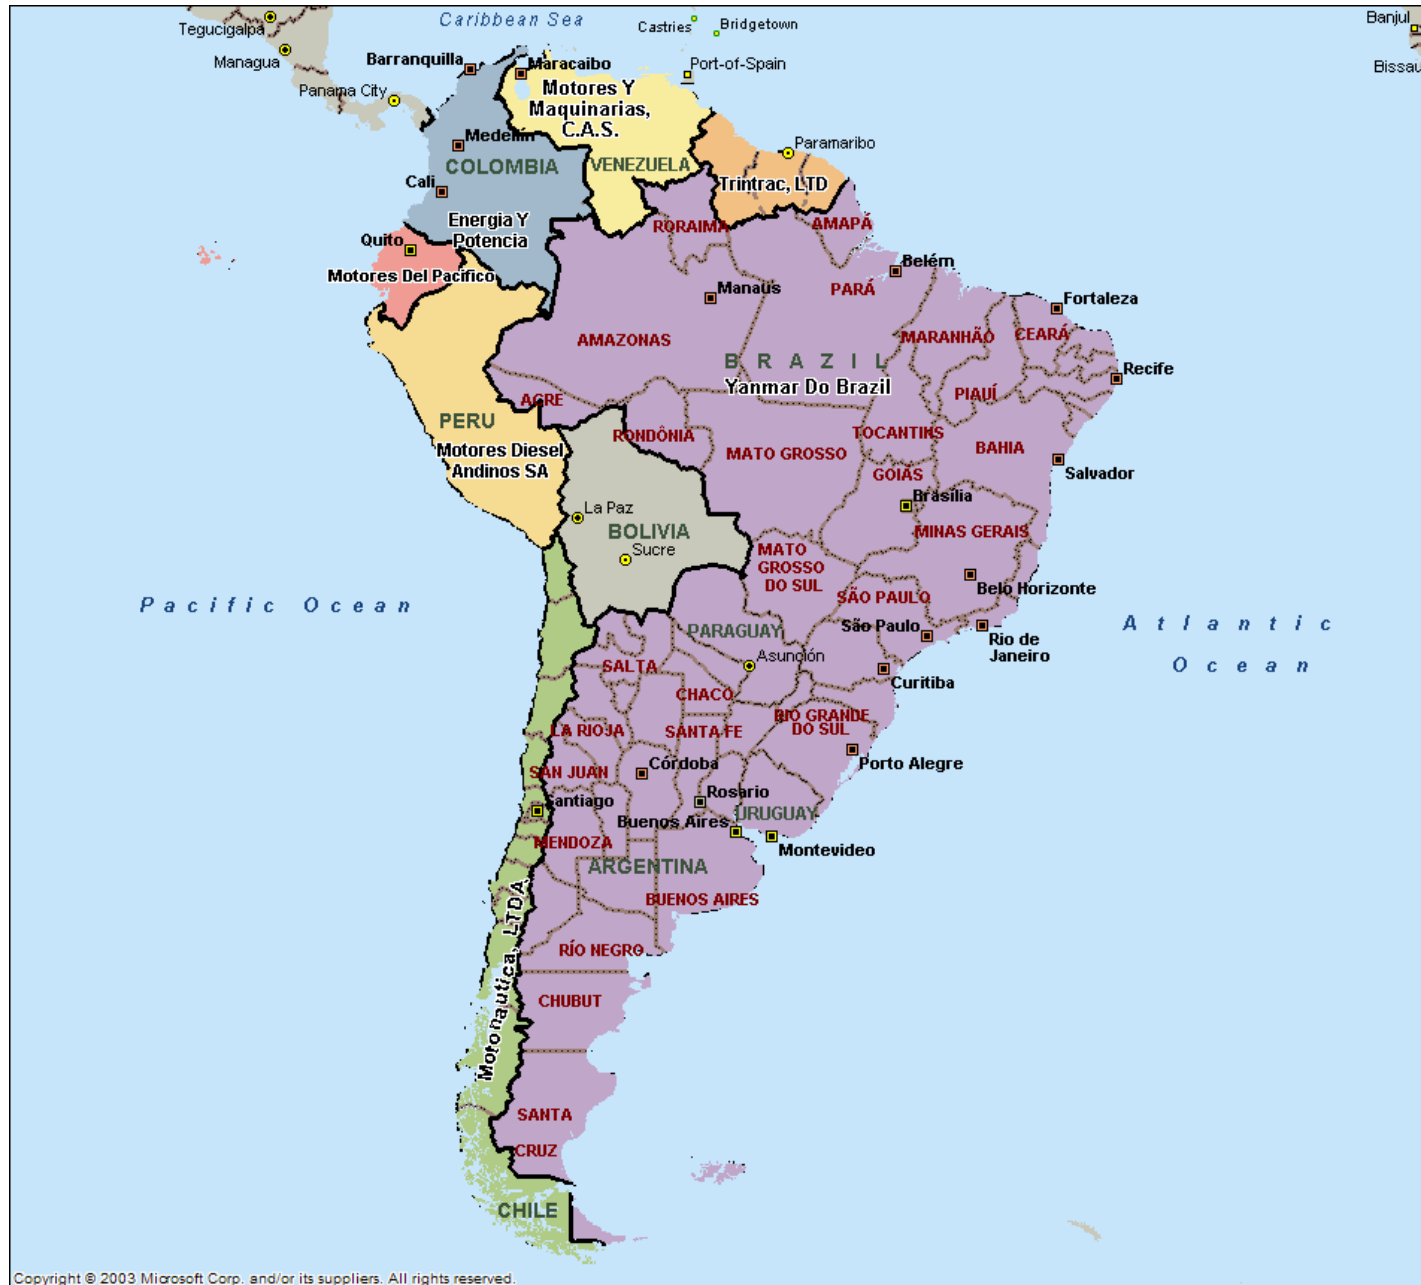 Caribbean Sea
Castries
Bridgetown
Banjul
Tegucigalpa
Managua
Barranquilla
Maracaibo
Port-of-Spain
Bissau
Panama City
Motores Y
Maquinarias,
C.A.S.
Medellín
Paramaribo
COLOMBIA
VENEZUELA
Cali
Trintrac, LTD
Energia Y
Potencia
RORAIMA
AMAPÁ
Quito
Motores Del Pacifico
Belém
Manaus
PARÁ
Fortaleza
AMAZONAS
MARANHÃO
CEARÁ
BRAZIL
Yanmar Do Brazil
Recife
ACRE
PIAUÍ
PERU
RONDÔNIA
TOCANTINS
Motores Diesel
Andinos SA
MATO GROSSO
BAHIA
GOIÁS
Salvador
La Paz
Brasília
BOLIVIA
MINAS GERAIS
Sucre
MATO
GROSSO
DO SUL
Belo Horizonte
SÃO PAULO
Pacific Ocean
Atlantic
Ocean
PARAGUAY
São Paulo
Rio de
Janeiro
Asunción
SALTA
Curitiba
CHACO
RIO GRANDE
DO SUL
LA RIOJA
SANTA FE
Porto Alegre
SAN JUAN
Córdoba
Santiago
Rosario
URUGUAY
Buenos Aires
MENDOZA
Montevideo
ARGENTINA
BUENOS AIRES
Motonautica, LTDA
RÍO NEGRO
CHUBUT
SANTA
CRUZ
CHILE
Copyright © 2003 Microsoft Corp. and/or its suppliers. All rights reserved.